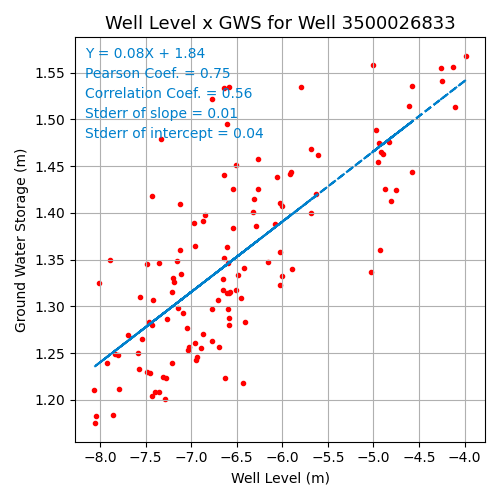 Well Level x GWS for Well 3500026833
Y = 0.08X + 1.84
Pearson Coef. = 0.75
Correlation Coef. = 0.56
Stderr of slope = 0.01
Stderr of intercept = 0.04
Ground Water Storage (m)
1.55
1.50
1.45
1.40
1.35
1.30
1.25
1.20
−8.0 −7.5 −7.0 −6.5 −6.0 −5.5 −5.0 −4.5 −4.0
Well Level (m)